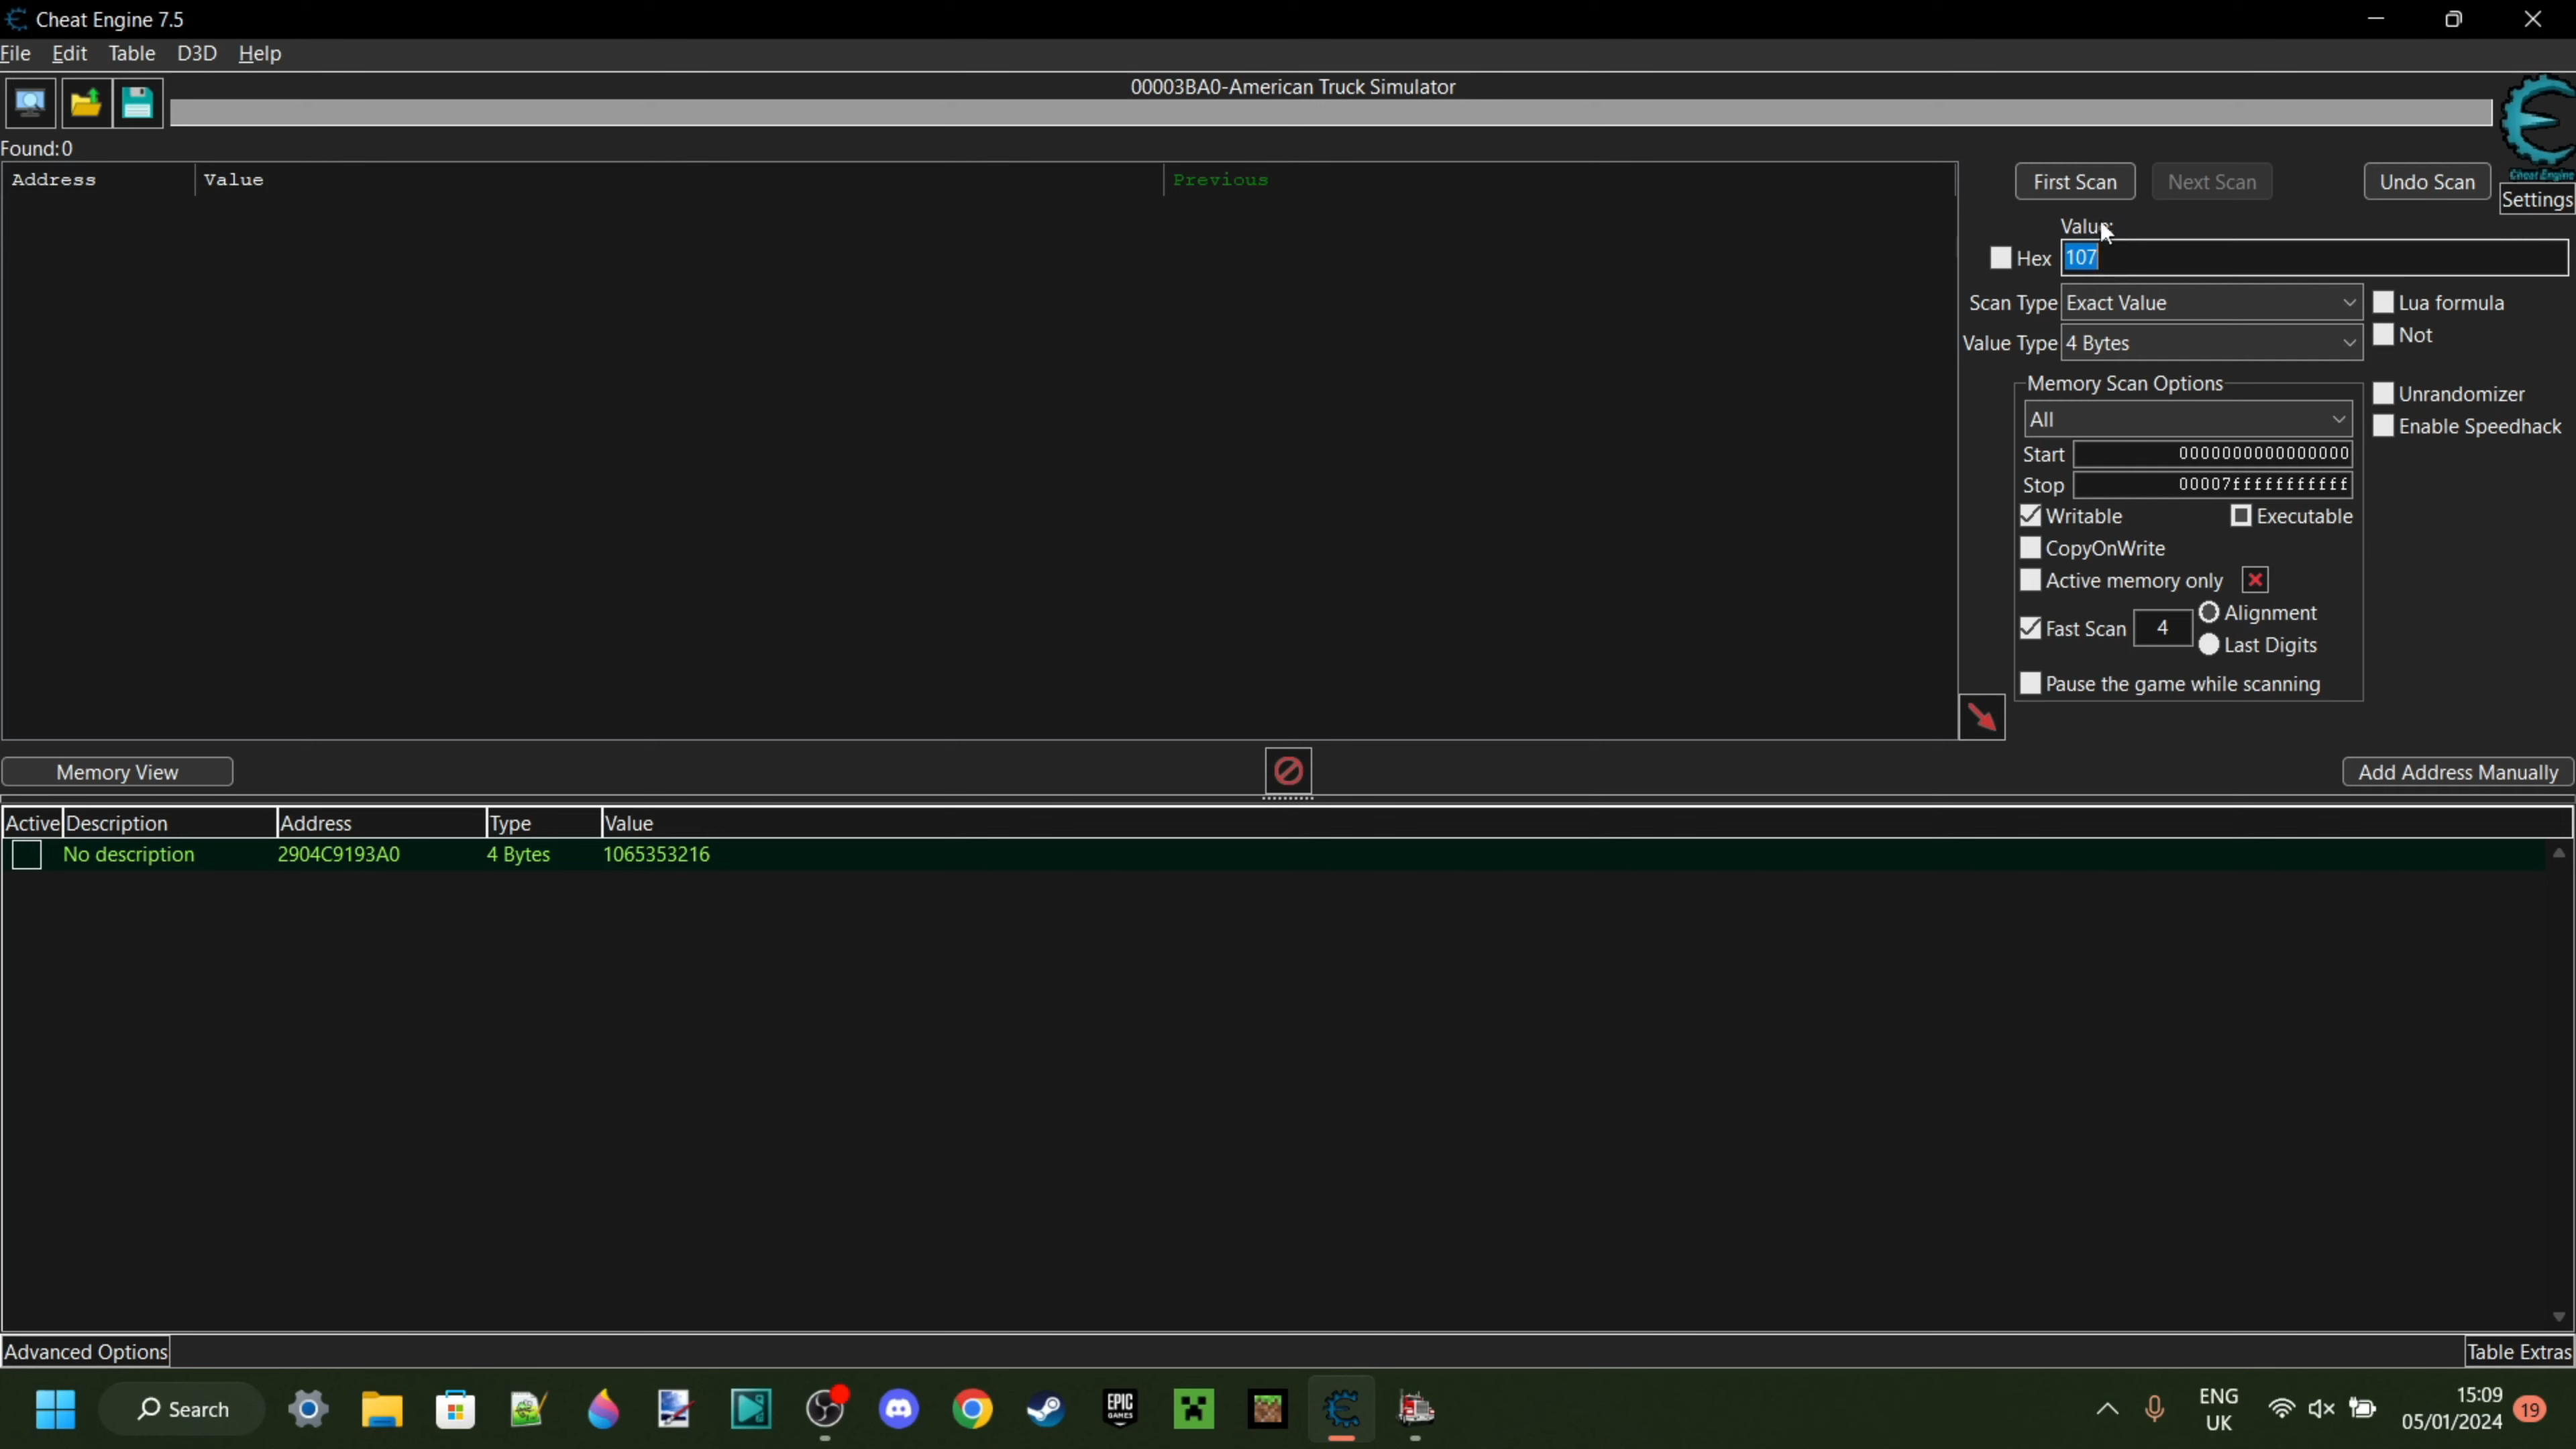 Cheat Engine 7.5
File Edit Table D3D Help
00003BA0-American Truck Simulator
Cheat Engine
Found:0
Address Value Previous
First Scan Next Scan Undo Scan
Settings
Value:
Hex 107
Scan Type Exact Value Lua formula
Value Type 4 Bytes Not
Memory Scan Options
All
Unrandomizer
Enable Speedhack
Start 0000000000000000
Stop 00007fffffffffff
Writable Executable
CopyOnWrite
Active memory only
Fast Scan 4 Alignment
Last Digits
Pause the game while scanning
Memory View Add Address Manually
Active Description Address Type Value
No description 2904C9193A0 4 Bytes 1065353216
Advanced Options Table Extras
Search
EPIC
GAMES
ENG
UK
15:09
05/01/2024
19